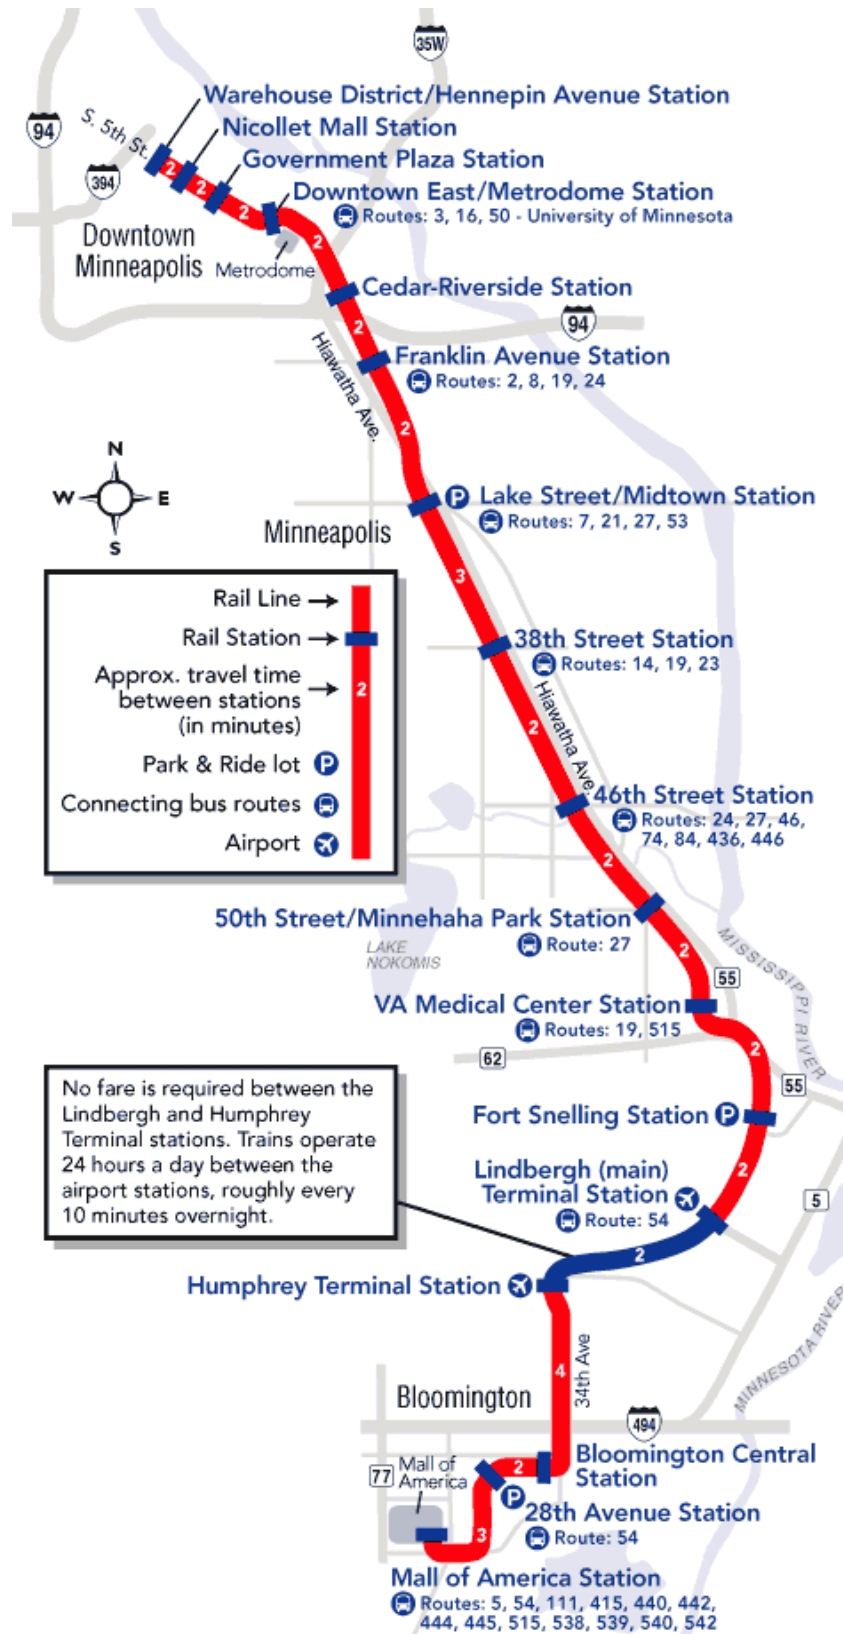 35W
94
S. 5th St.
394
Warehouse District/Hennepin Avenue Station
Nicollet Mall Station
Government Plaza Station
Downtown East/Metrodome Station
Routes: 3, 16, 50 - University of Minnesota
2
2
2
2
Downtown
Minneapolis
Metrodome
Cedar-Riverside Station
94
2
Hiawatha Ave.
Franklin Avenue Station
Routes: 2, 8, 19, 24
2
N
W
E
S
P
Lake Street/Midtown Station
Routes: 7, 21, 27, 53
Minneapolis
3
Rail Line
Rail Station
Approx. travel time
between stations
(in minutes)
2
Park & Ride lot P
Connecting bus routes
Airport
38th Street Station
Routes: 14, 19, 23
Hiawatha Ave.
2
46th Street Station
Routes: 24, 27, 46,
74, 84, 436, 446
2
50th Street/Minnehaha Park Station
Route: 27
LAKE
NOKOMIS
2
MISSISSIPPI RIVER
55
VA Medical Center Station
Routes: 19, 515
62
2
55
No fare is required between the
Lindbergh and Humphrey
Terminal stations. Trains operate
24 hours a day between the
airport stations, roughly every
10 minutes overnight.
Fort Snelling Station P
2
Lindbergh (main)
Terminal Station
Route: 54
5
2
Humphrey Terminal Station
MINNESOTA RIVER
34th Ave
4
Bloomington
494
Bloomington Central
Station
2
77
Mall of
America
P
28th Avenue Station
Route: 54
3
Mall of America Station
Routes: 5, 54, 111, 415, 440, 442,
444, 445, 515, 538, 539, 540, 542